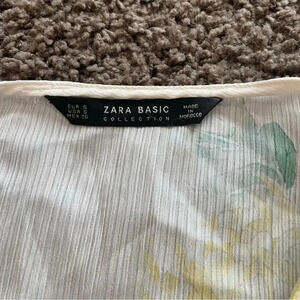 EUR S
USA S
MEX 26
ZARA BASIC
COLLECTION
MADE
IN
MOROCCO